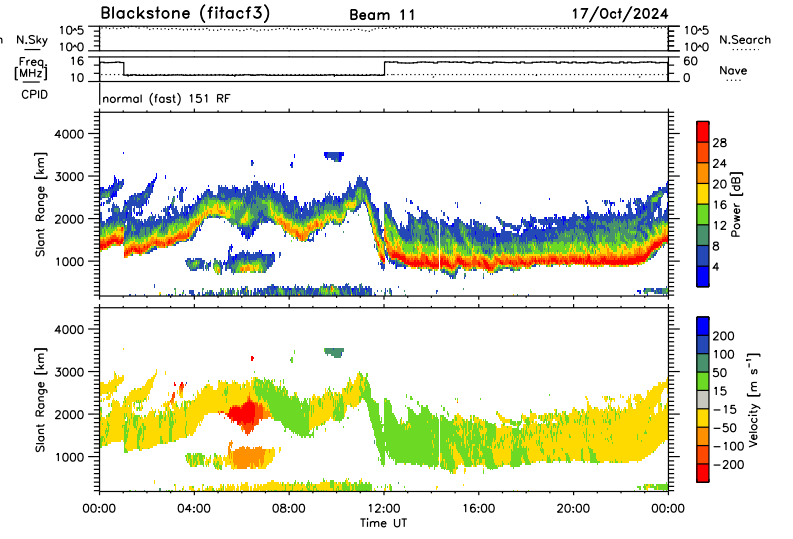 Blackstone (fitacf3) Beam 11 17/Oct/2024
n N.Sky 10^5 10^5 N.Search
10^0 10^0
Freq. 16 60
[MHz] 10 0 Nave
CPID normal (fast) 151 RF
4000
3000
2000
1000
Slant Range [km]
28
24
20
16
12
8
4
Power [dB]
4000
3000
2000
1000
Slant Range [km]
200
100
50
15
-15
-50
-100
-200
Velocity [m s⁻¹]
00:00 04:00 08:00 12:00 16:00 20:00 00:00
Time UT